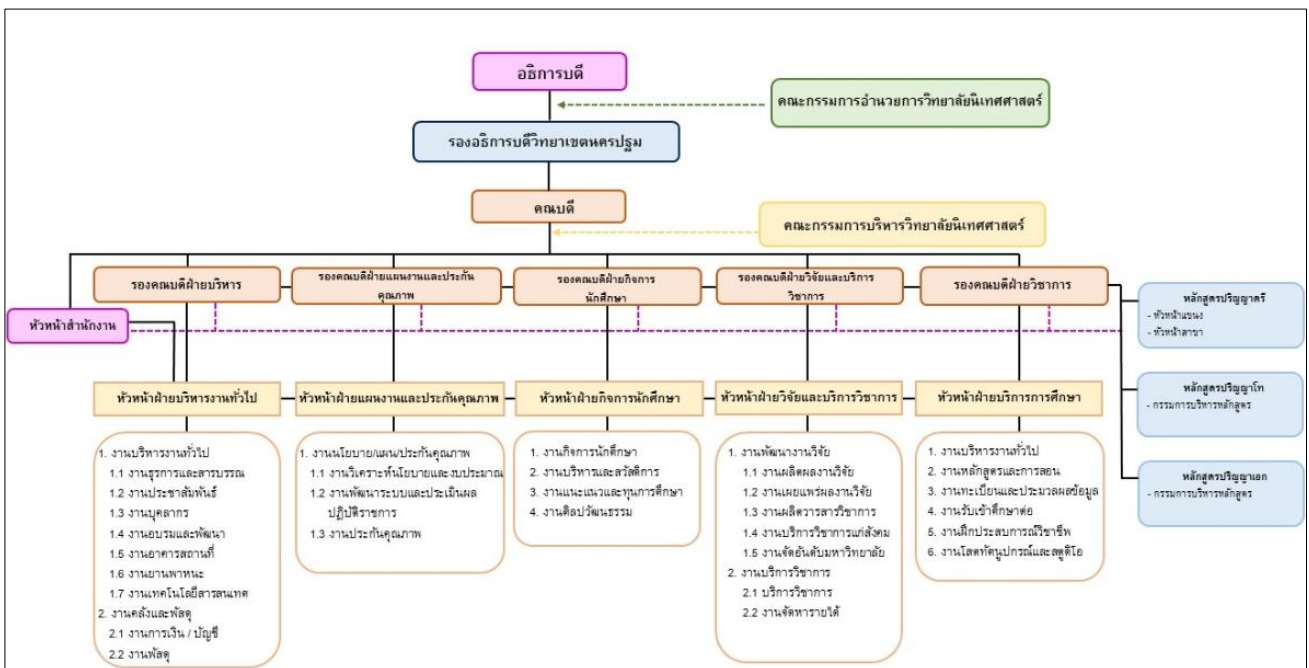 อธิการบดี
คณะกรรมการอำนวยการวิทยาลัยนิเทศศาสตร์
รองอธิการบดีวิทยาเขตนครปฐม
คณบดี
คณะกรรมการบริหารวิทยาลัยนิเทศศาสตร์
รองคณบดีฝ่ายบริหาร
รองคณบดีฝ่ายแผนงานและประกัน
คุณภาพ
รองคณบดีฝ่ายกิจการ
นักศึกษา
รองคณบดีฝ่ายวิจัยและบริการ
วิชาการ
รองคณบดีฝ่ายวิชาการ
หัวหน้าสำนักงาน
หลักสูตรปริญญาตรี
- หัวหน้าแขนง
- หัวหน้าสาขา
หลักสูตรปริญญาโท
- กรรมการบริหารหลักสูตร
หลักสูตรปริญญาเอก
- กรรมการบริหารหลักสูตร
หัวหน้าฝ่ายบริหารงานทั่วไป
1. งานบริหารงานทั่วไป
1.1 งานธุรการและสารบรรณ
1.2 งานประชาสัมพันธ์
1.3 งานบุคลากร
1.4 งานอบรมและพัฒนา
1.5 งานอาคารสถานที่
1.6 งานยานพาหนะ
1.7 งานเทคโนโลยีสารสนเทศ
2. งานคลังและพัสดุ
2.1 งานการเงิน / บัญชี
2.2 งานพัสดุ
หัวหน้าฝ่ายแผนงานและประกันคุณภาพ
1. งานนโยบาย/แผน/ประกันคุณภาพ
1.1 งานวิเคราะห์นโยบายและงบประมาณ
1.2 งานพัฒนาระบบและประเมินผล
ปฏิบัติราชการ
1.3 งานประกันคุณภาพ
หัวหน้าฝ่ายกิจการนักศึกษา
1. งานกิจการนักศึกษา
2. งานบริหารและสวัสดิการ
3. งานแนะแนวและทุนการศึกษา
4. งานศิลปวัฒนธรรม
หัวหน้าฝ่ายวิจัยและบริการวิชาการ
1. งานพัฒนางานวิจัย
1.1 งานผลิตผลงานวิจัย
1.2 งานเผยแพร่ผลงานวิจัย
1.3 งานผลิตวารสารวิชาการ
1.4 งานบริการวิชาการแก่สังคม
1.5 งานจัดอันดับมหาวิทยาลัย
2. งานบริการวิชาการ
2.1 บริการวิชาการ
2.2 งานจัดหารายได้
หัวหน้าฝ่ายบริการการศึกษา
1. งานบริหารงานทั่วไป
2. งานหลักสูตรและการสอน
3. งานทะเบียนและประมวลผลข้อมูล
4. งานรับเข้าศึกษาต่อ
5. งานฝึกประสบการณ์วิชาชีพ
6. งานโสตทัศนูปกรณ์และสตูดิโอ